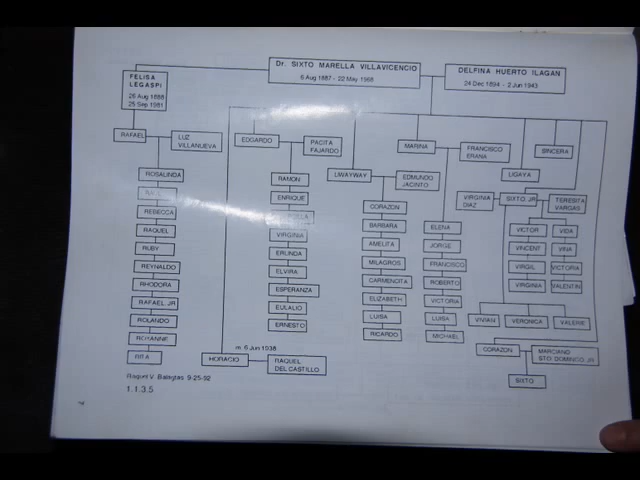 Dr. SIXTO MARELLA VILLAVICENCIO
6 Aug 1887 - 22 May 1968
DELFINA HUERTO ILAGAN
24 Dec 1894 - 2 Jun 1943
FELISA
LEGASPI
26 Aug 1888
25 Sep 1981
RAFAEL
LUZ
VILLANUEVA
ROSALINDA
REBECCA
RAQUEL
RUBY
REYNALDO
RHODORA
RAFAEL JR
ROLANDO
ROXANNE
RITA
EDGARDO
PACITA
FAJARDO
RAMON
ENRIQUE
VIRGINIA
ERLINDA
ELVIRA
ESPERANZA
EULALIO
ERNESTO
LIWAYWAY
EDMUNDO
JACINTO
CORAZON
BARBARA
AMELITA
MILAGROS
CARMENCITA
ELIZABETH
LUISA
RICARDO
MARINA
FRANCISCO
ERANA
ELENA
JORGE
FRANCISCO
ROBERTO
VICTORIA
LUISA
MICHAEL
LIGAYA
SINCERA
VIRGINIA
DIAZ
SIXTO JR
TERESITA
VARGAS
VICTOR
VINCENT
VIRGIL
VIRGINIA
VIDA
VINA
VICTORIA
VALENTIN
VIVIAN
VERONICA
VALERIE
CORAZON
MARCIANO
STO DOMINGO JR
SIXTO
m. 6 Jun 1938
HORACIO
RAQUEL
DEL CASTILLO
Raquel V. Balaytas 9-25-92
1.1.3.5